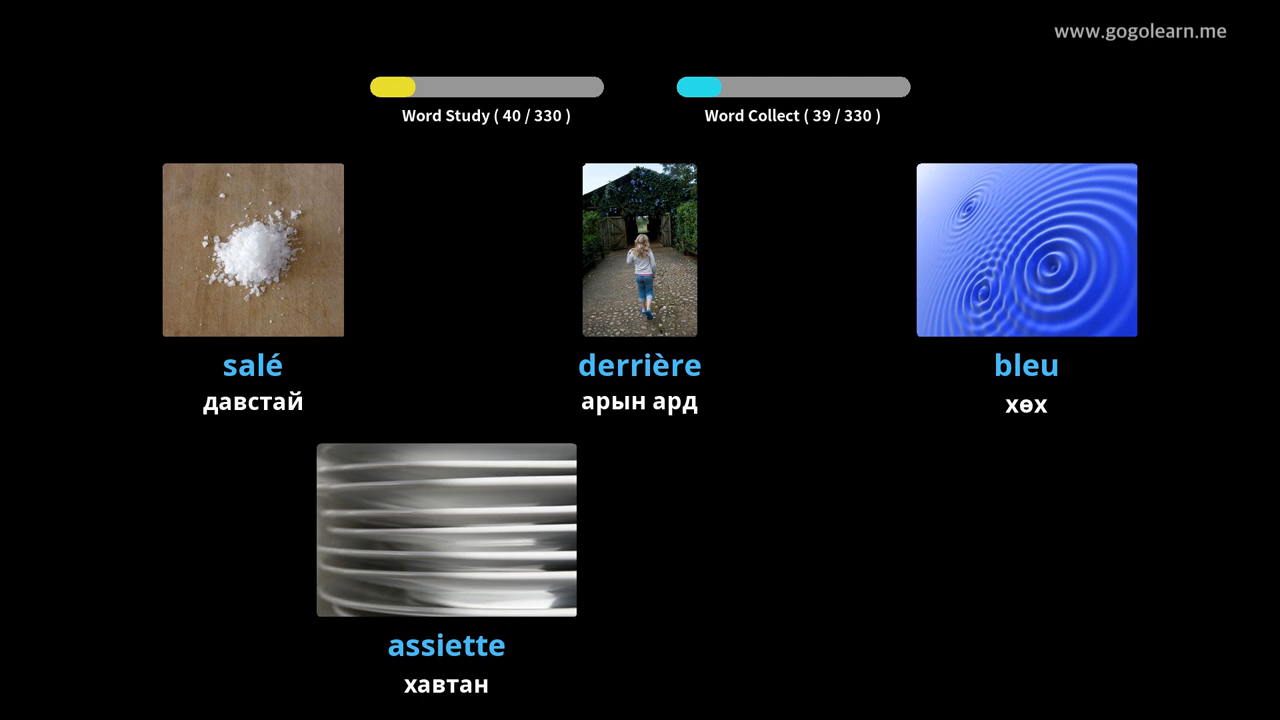 www.gogolearn.me
Word Study ( 40 / 330 )
Word Collect ( 39 / 330 )
salé
давстай
derrière
арын ард
bleu
хөх
assiette
хавтан